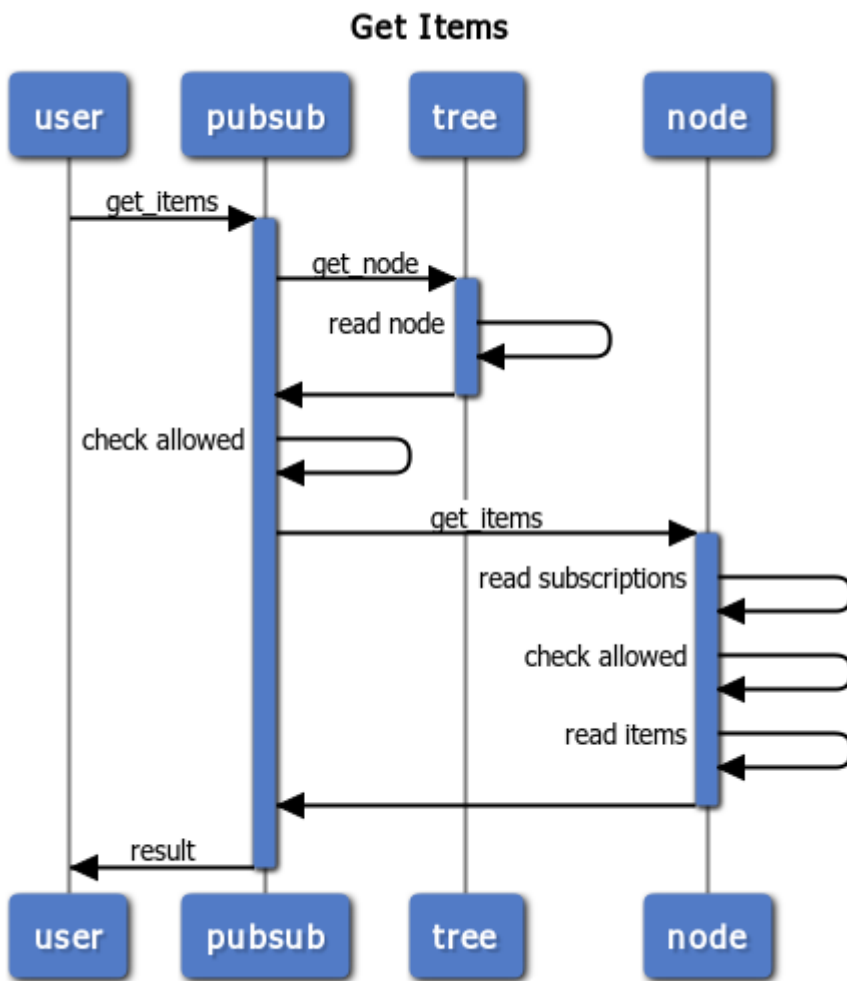 Get Items
user
pubsub
tree
node
get_items
get_node
read node
check allowed
get_items
read subscriptions
check allowed
read items
result
user
pubsub
tree
node